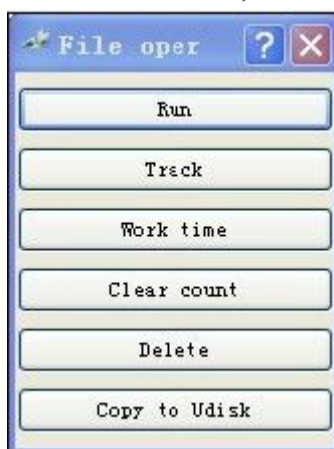 File oper
Run
Track
Work time
Clear count
Delete
Copy to Udisk